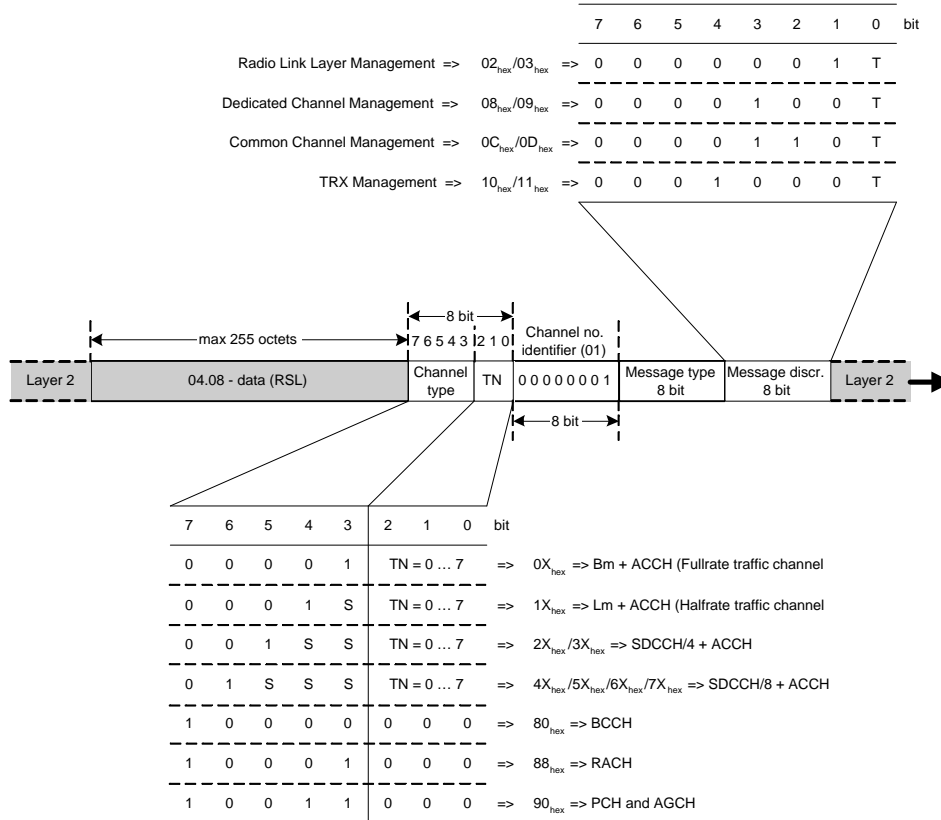 7 6 5 4 3 2 1 0 bit
Radio Link Layer Management => 02hex/03hex => 0 0 0 0 0 0 1 T
Dedicated Channel Management => 08hex/09hex => 0 0 0 0 1 0 0 T
Common Channel Management => 0Chex/0Dhex => 0 0 0 0 1 1 0 T
TRX Management => 10hex/11hex => 0 0 0 1 0 0 0 T
8 bit
max 255 octets
7 6 5 4 3 2 1 0
Channel no.
identifier (01)
Layer 2
04.08 - data (RSL)
Channel
type
TN
0 0 0 0 0 0 0 1
Message type
8 bit
Message discr.
8 bit
Layer 2
8 bit
7 6 5 4 3 2 1 0 bit
0 0 0 0 1 TN = 0 ... 7 => 0Xhex => Bm + ACCH (Fullrate traffic channel
0 0 0 1 S TN = 0 ... 7 => 1Xhex => Lm + ACCH (Halfrate traffic channel
0 0 1 S S TN = 0 ... 7 => 2Xhex/3Xhex => SDCCH/4 + ACCH
0 1 S S S TN = 0 ... 7 => 4Xhex/5Xhex/6Xhex/7Xhex => SDCCH/8 + ACCH
1 0 0 0 0 0 0 0 => 80hex => BCCH
1 0 0 0 1 0 0 0 => 88hex => RACH
1 0 0 1 1 0 0 0 => 90hex => PCH and AGCH